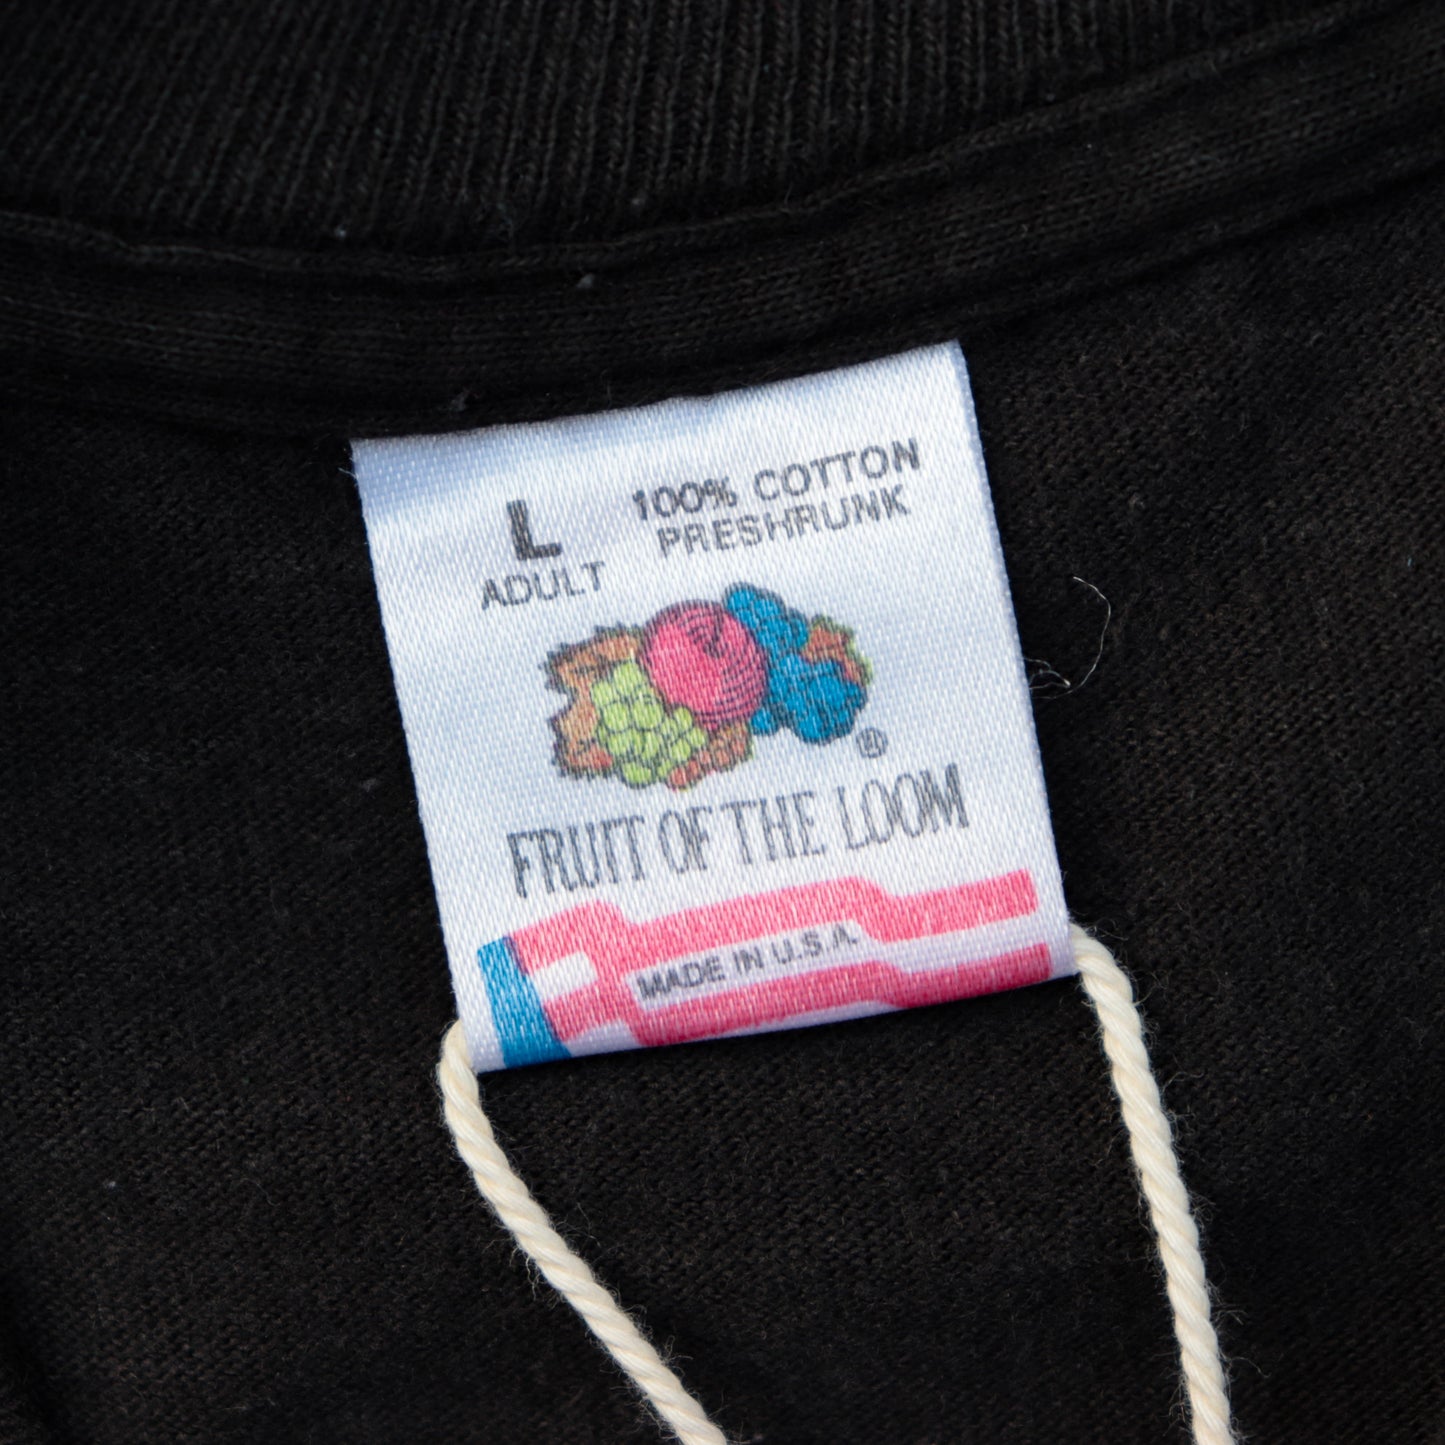 L
ADULT
100% COTTON
PRESHRUNK
®
FRUIT OF THE LOOM
MADE IN U.S.A.